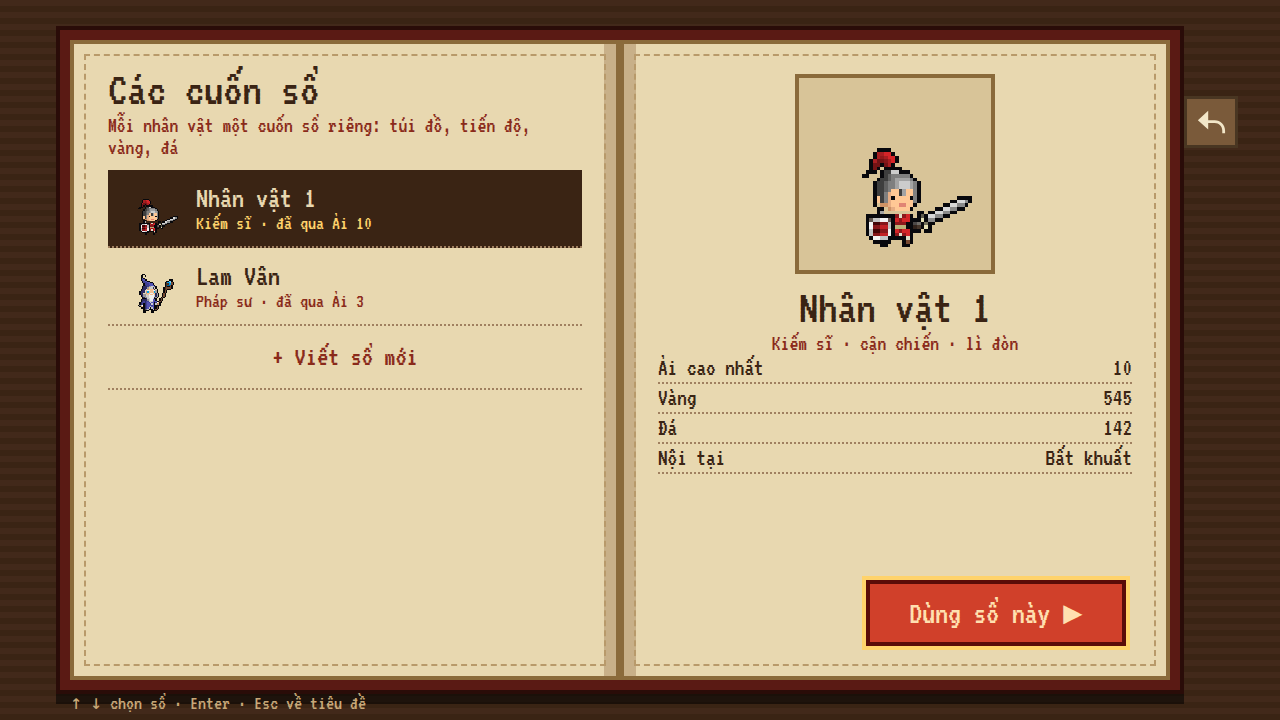 Các cuốn sổ
Mỗi nhân vật một cuốn sổ riêng: túi đồ, tiến độ,
vàng, đá
Nhân vật 1
Kiếm sĩ · đã qua Ải 10
Lam Vân
Pháp sư · đã qua Ải 3
+ Viết sổ mới
Nhân vật 1
Kiếm sĩ · cận chiến · lì đòn
Ải cao nhất 10
Vàng 545
Đá 142
Nội tại Bất khuất
Dùng sổ này ▶
↑ ↓ chọn sổ · Enter · Esc về tiêu đề